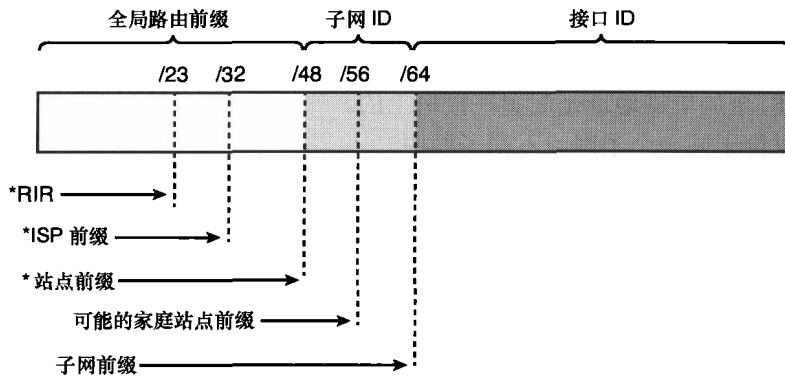 全局路由前缀
子网 ID
接口 ID
/23
/32
/48
/56
/64
*RIR
*ISP 前缀
*站点前缀
可能的家庭站点前缀
子网前缀